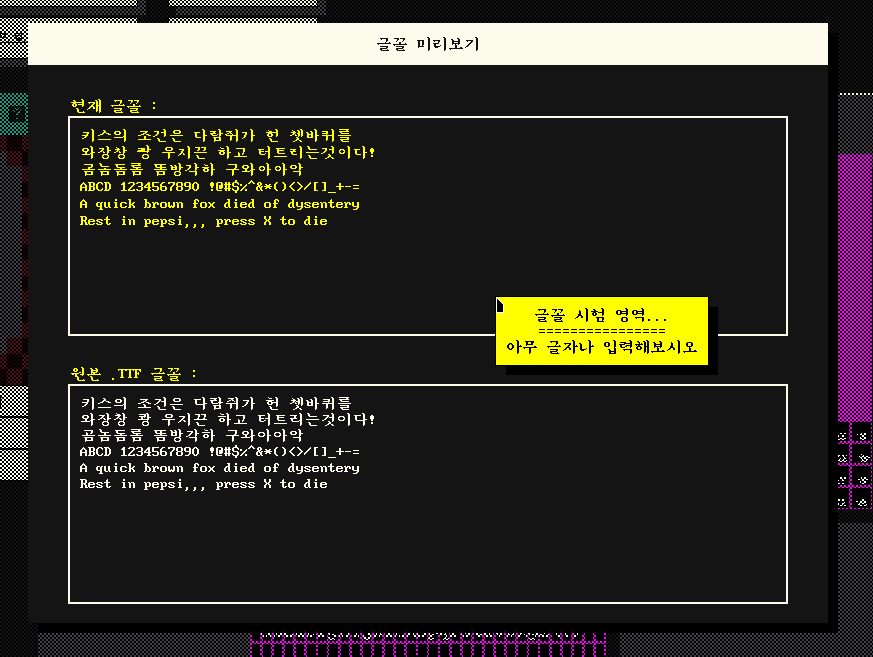 글꼴 미리보기
현재 글꼴 :
키스의 조건은 다람쥐가 헌 쳇바퀴를
와장창 쾅 우지끈 하고 터트리는것이다!
곰놈돔롬 뚬방각하 구와아아악
ABCD 1234567890 !@#$%^&*()<>/[]_+-=
A quick brown fox died of dysentery
Rest in pepsi,,, press X to die
글꼴 시험 영역...
================
아무 글자나 입력해보시오
원본 .TTF 글꼴 :
키스의 조건은 다람쥐가 헌 쳇바퀴를
와장창 쾅 우지끈 하고 터트리는것이다!
곰놈돔롬 뚬방각하 구와아아악
ABCD 1234567890 !@#$%^&*()<>/[]_+-=
A quick brown fox died of dysentery
Rest in pepsi,,, press X to die